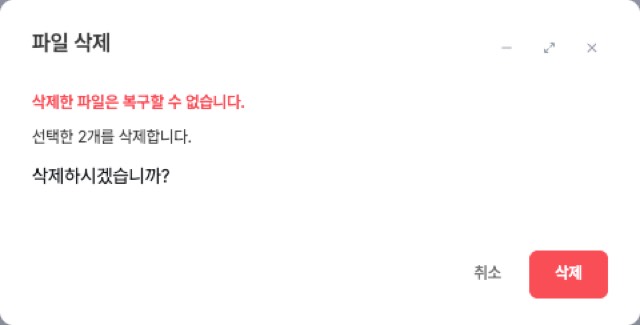 파일 삭제
삭제한 파일은 복구할 수 없습니다.
선택한 2개를 삭제합니다.
삭제하시겠습니까?
취소 삭제